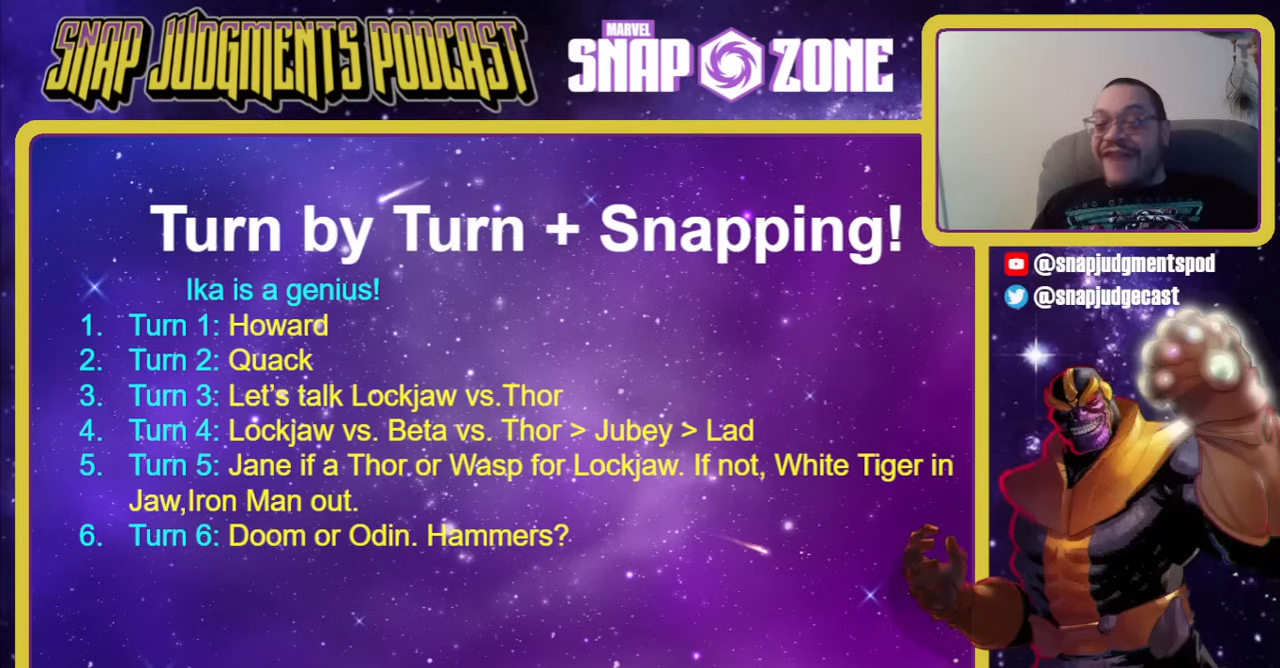 SNAP JUDGMENTS PODCAST
MARVEL
SNAP ZONE
Turn by Turn + Snapping!
Ika is a genius!
1. Turn 1: Howard
2. Turn 2: Quack
3. Turn 3: Let's talk Lockjaw vs.Thor
4. Turn 4: Lockjaw vs. Beta vs. Thor > Jubey > Lad
5. Turn 5: Jane if a Thor or Wasp for Lockjaw. If not, White Tiger in
Jaw,Iron Man out.
6. Turn 6: Doom or Odin. Hammers?
@snapjudgmentspod
@snapjudgecast